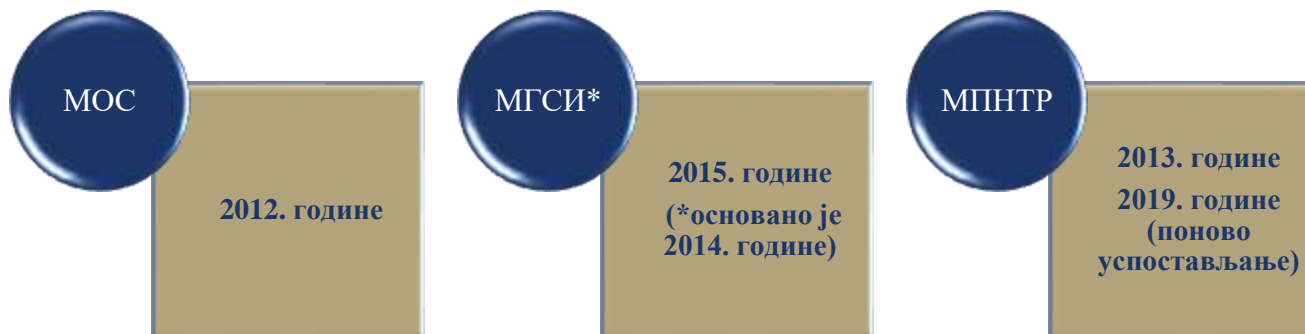 МОС
2012. године
МГСИ*
2015. године
(*основано је
2014. године)
МПНТР
2013. године
2019. године
(поново
успостављање)